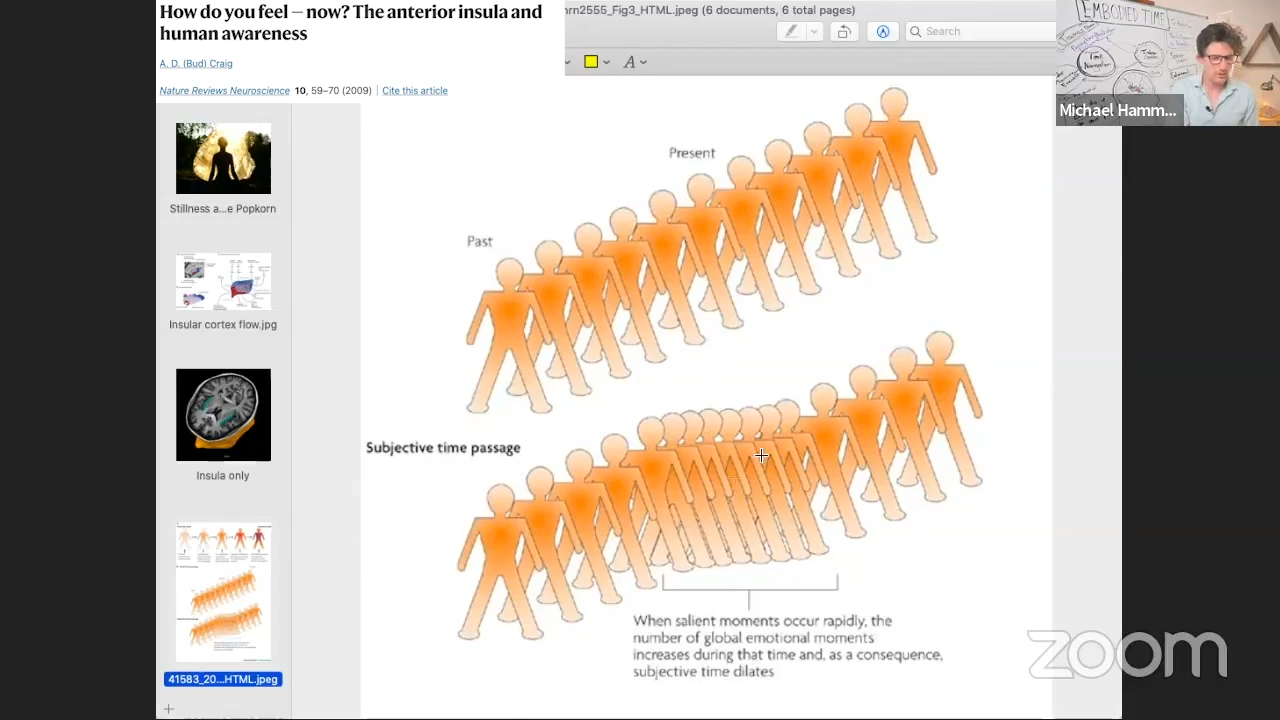 How do you feel — now? The anterior insula and
human awareness
A. D. (Bud) Craig
Nature Reviews Neuroscience 10, 59–70 (2009) | Cite this article
nrn2555_Fig3_HTML.jpeg (6 documents, 6 total pages)
Search
A
EMBODIED TIME
Michael Hamm...
Stillness a...e Popkorn
Insular cortex flow.jpg
Insula only
41583_20...HTML.jpeg
Present
Past
Subjective time passage
When salient moments occur rapidly, the
number of global emotional moments
increases during that time and, as a consequence,
subjective time dilates
zoom